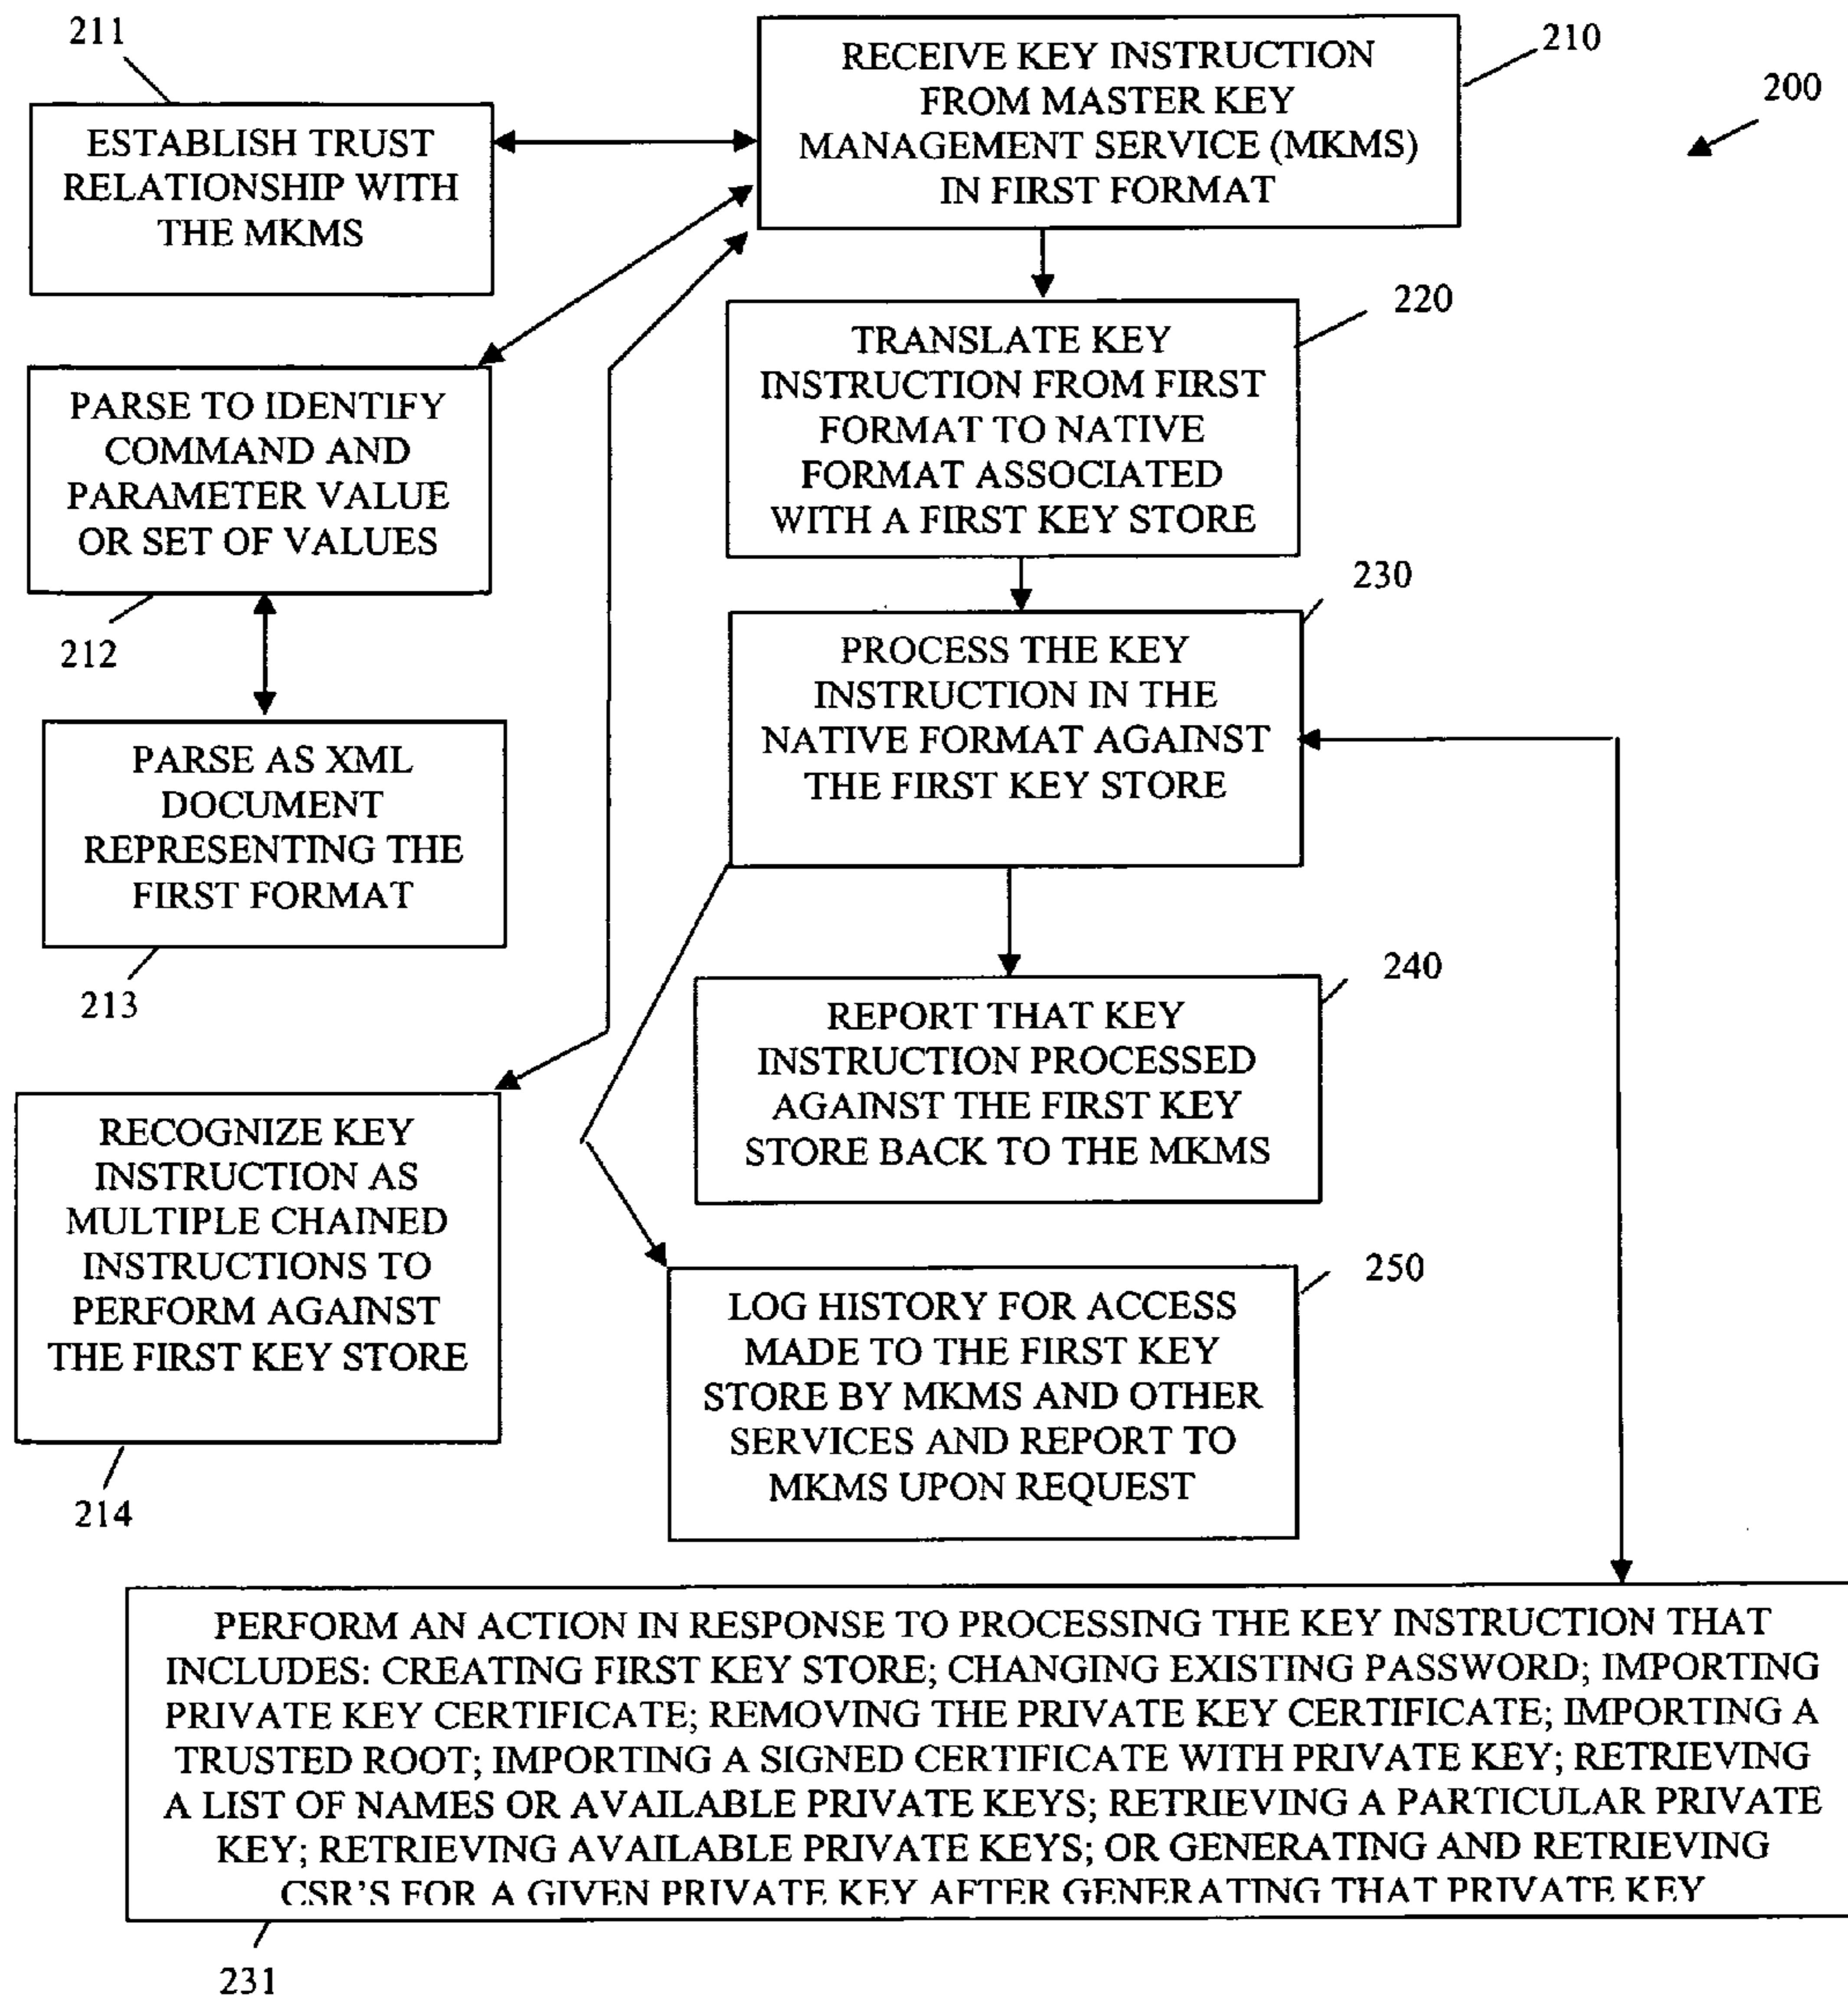 211
ESTABLISH TRUST
RELATIONSHIP WITH
THE MKMS
RECEIVE KEY INSTRUCTION
FROM MASTER KEY
MANAGEMENT SERVICE (MKMS)
IN FIRST FORMAT
210
200
220
TRANSLATE KEY
INSTRUCTION FROM FIRST
FORMAT TO NATIVE
FORMAT ASSOCIATED
WITH A FIRST KEY STORE
PARSE TO IDENTIFY
COMMAND AND
PARAMETER VALUE
OR SET OF VALUES
212
230
PROCESS THE KEY
INSTRUCTION IN THE
NATIVE FORMAT AGAINST
THE FIRST KEY STORE
PARSE AS XML
DOCUMENT
REPRESENTING THE
FIRST FORMAT
213
240
REPORT THAT KEY
INSTRUCTION PROCESSED
AGAINST THE FIRST KEY
STORE BACK TO THE MKMS
RECOGNIZE KEY
INSTRUCTION AS
MULTIPLE CHAINED
INSTRUCTIONS TO
PERFORM AGAINST
THE FIRST KEY STORE
214
250
LOG HISTORY FOR ACCESS
MADE TO THE FIRST KEY
STORE BY MKMS AND OTHER
SERVICES AND REPORT TO
MKMS UPON REQUEST
PERFORM AN ACTION IN RESPONSE TO PROCESSING THE KEY INSTRUCTION THAT
INCLUDES: CREATING FIRST KEY STORE; CHANGING EXISTING PASSWORD; IMPORTING
PRIVATE KEY CERTIFICATE; REMOVING THE PRIVATE KEY CERTIFICATE; IMPORTING A
TRUSTED ROOT; IMPORTING A SIGNED CERTIFICATE WITH PRIVATE KEY; RETRIEVING
A LIST OF NAMES OR AVAILABLE PRIVATE KEYS; RETRIEVING A PARTICULAR PRIVATE
KEY; RETRIEVING AVAILABLE PRIVATE KEYS; OR GENERATING AND RETRIEVING
CSR'S FOR A GIVEN PRIVATE KEY AFTER GENERATING THAT PRIVATE KEY
231